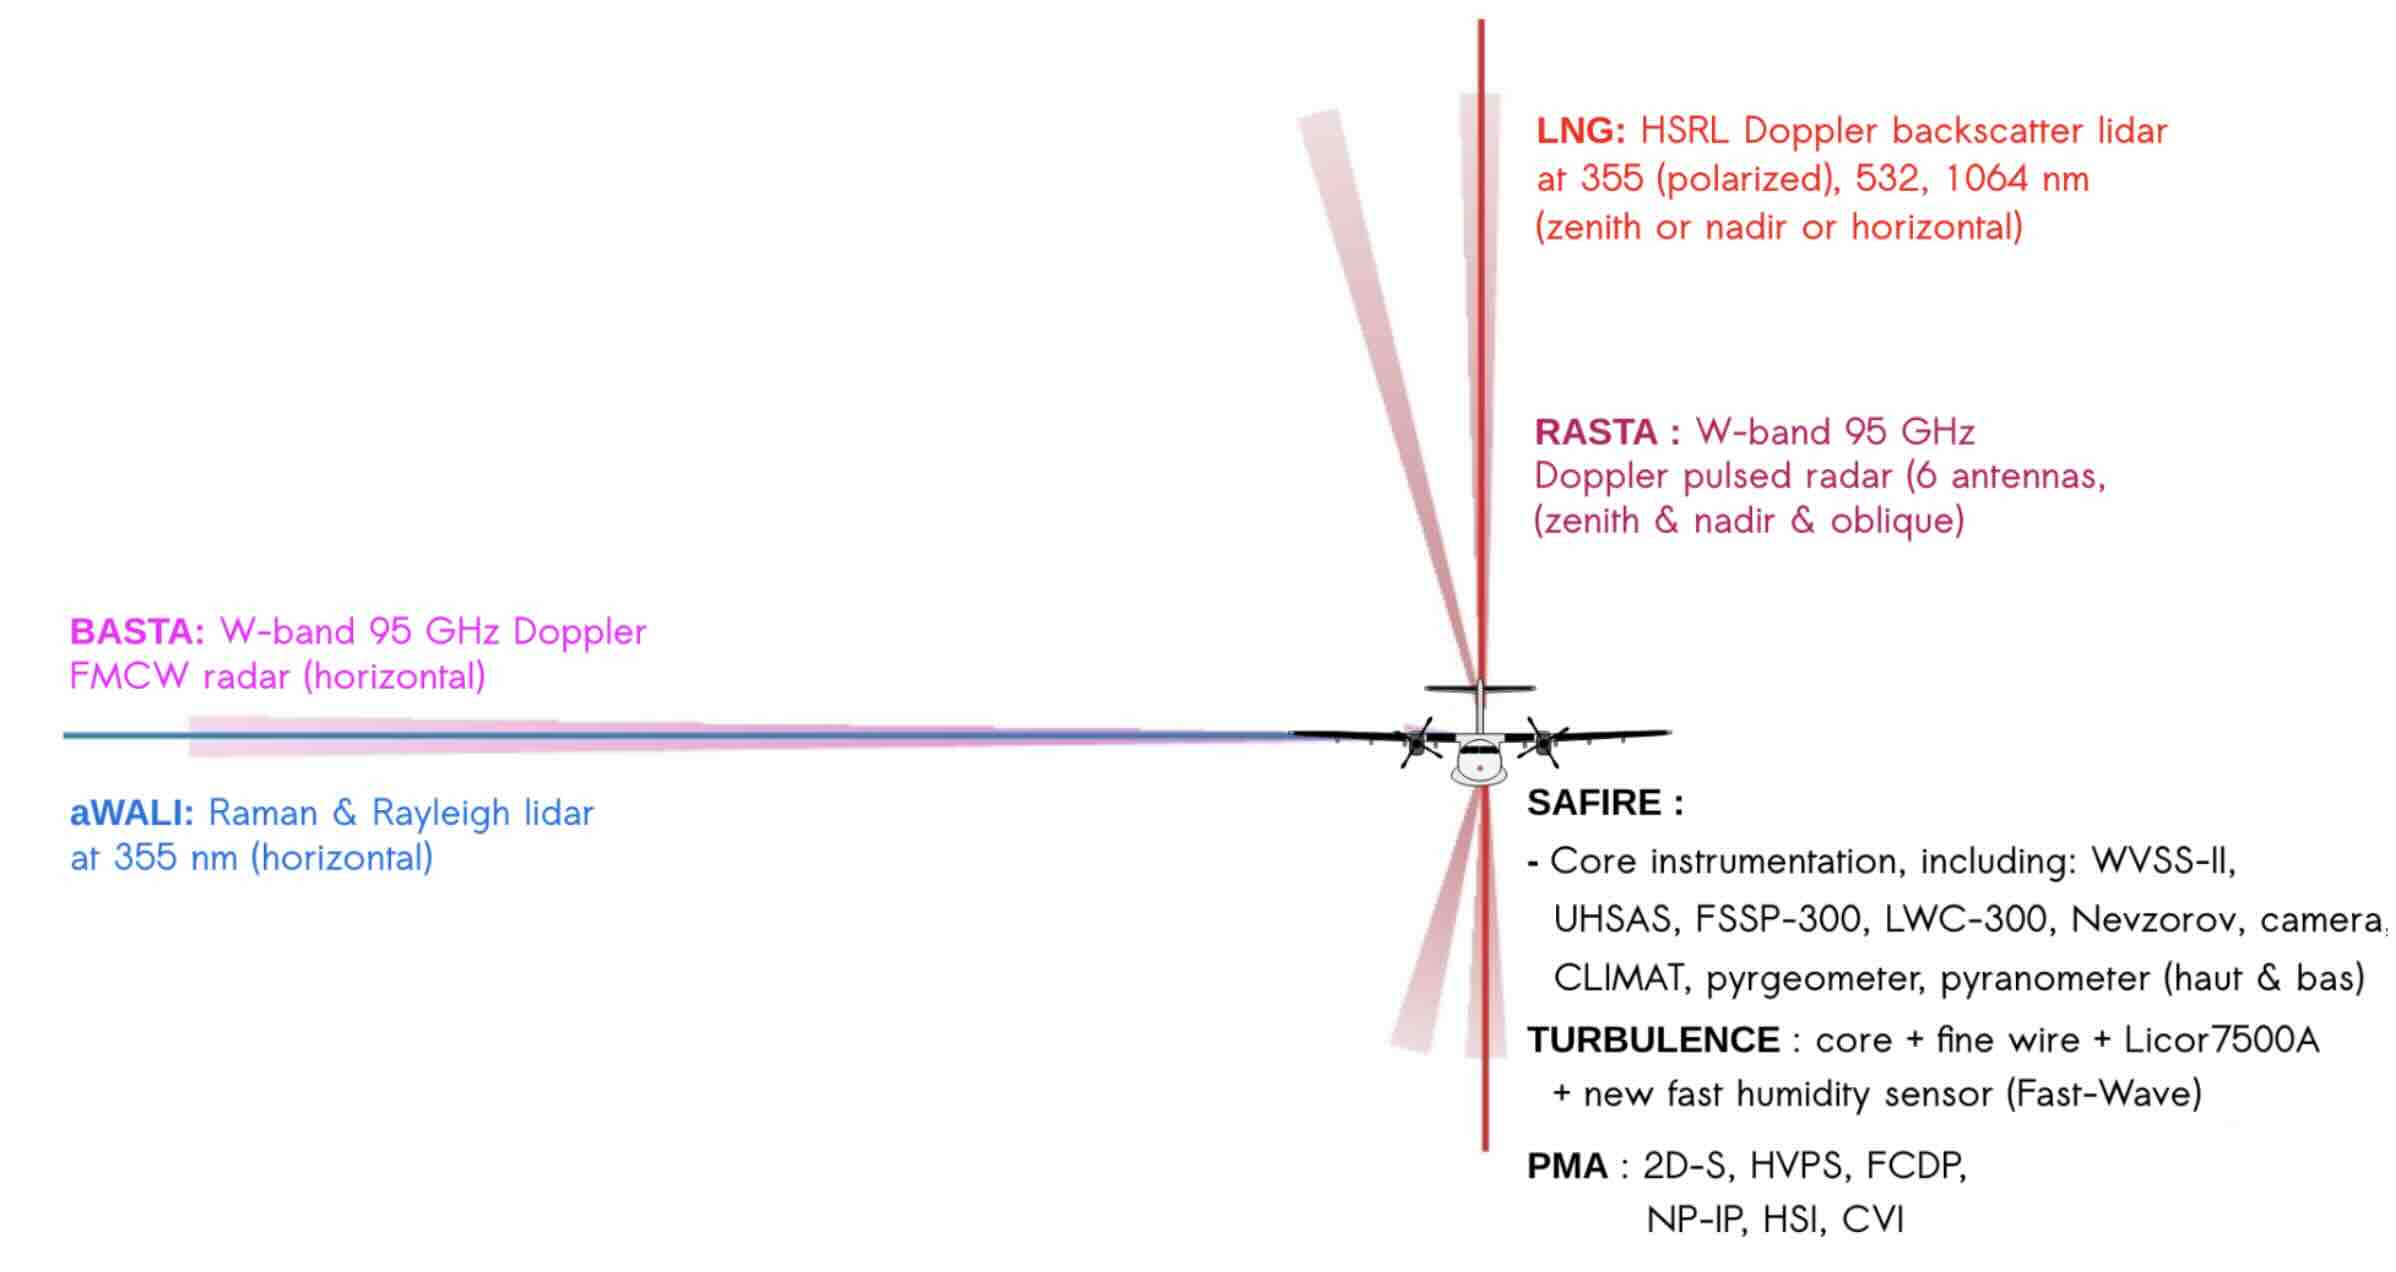 LNG: HSRL Doppler backscatter lidar
at 355 (polarized), 532, 1064 nm
(zenith or nadir or horizontal)
RASTA : W-band 95 GHz
Doppler pulsed radar (6 antennas,
(zenith & nadir & oblique)
BASTA: W-band 95 GHz Doppler
FMCW radar (horizontal)
aWALI: Raman & Rayleigh lidar
at 355 nm (horizontal)
SAFIRE :
- Core instrumentation, including: WVSS-II,
UHSAS, FSSP-300, LWC-300, Nevzorov, camera,
CLIMAT, pyrgeometer, pyranometer (haut & bas)
TURBULENCE : core + fine wire + Licor7500A
+ new fast humidity sensor (Fast-Wave)
PMA : 2D-S, HVPS, FCDP,
NP-IP, HSI, CVI